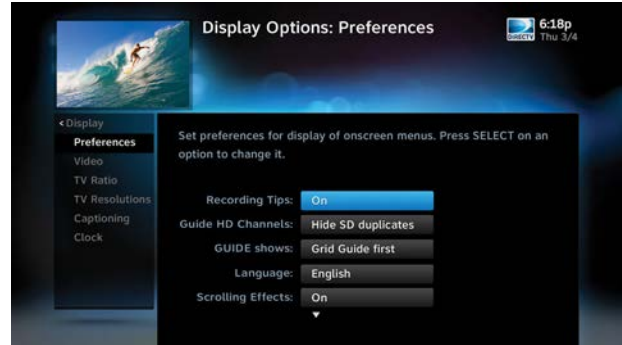 Display Options: Preferences
DIRECTV
6:18p
Thu 3/4
<Display
Preferences
Video
TV Ratio
TV Resolutions
Captioning
Clock
Set preferences for display of onscreen menus. Press SELECT on an
option to change it.
Recording Tips: On
Guide HD Channels: Hide SD duplicates
GUIDE shows: Grid Guide first
Language: English
Scrolling Effects: On